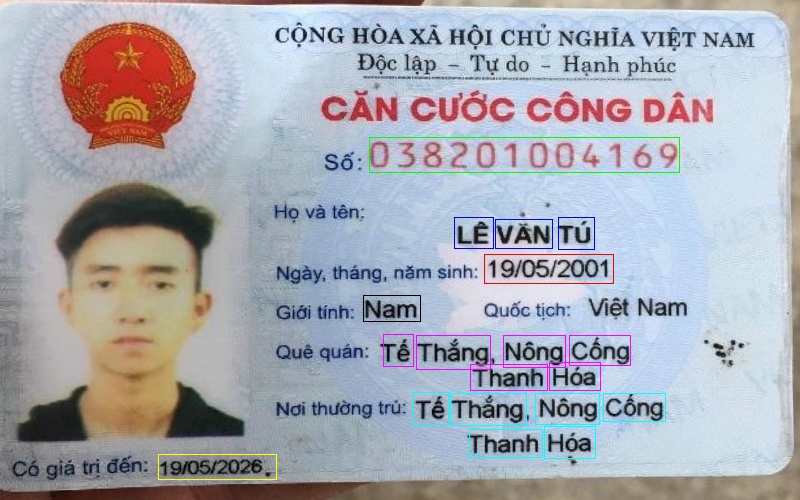 CỘNG HÒA XÃ HỘI CHỦ NGHĨA VIỆT NAM
Độc lập – Tự do – Hạnh phúc
CĂN CƯỚC CÔNG DÂN
Số: 038201004169
Họ và tên:
LÊ VĂN TÚ
Ngày, tháng, năm sinh: 19/05/2001
Giới tính: Nam Quốc tịch: Việt Nam
Quê quán: Tế Thắng, Nông Cống
Thanh Hóa
Nơi thường trú: Tế Thắng, Nông Cống
Thanh Hóa
Có giá trị đến: 19/05/2026
VIỆT NAM